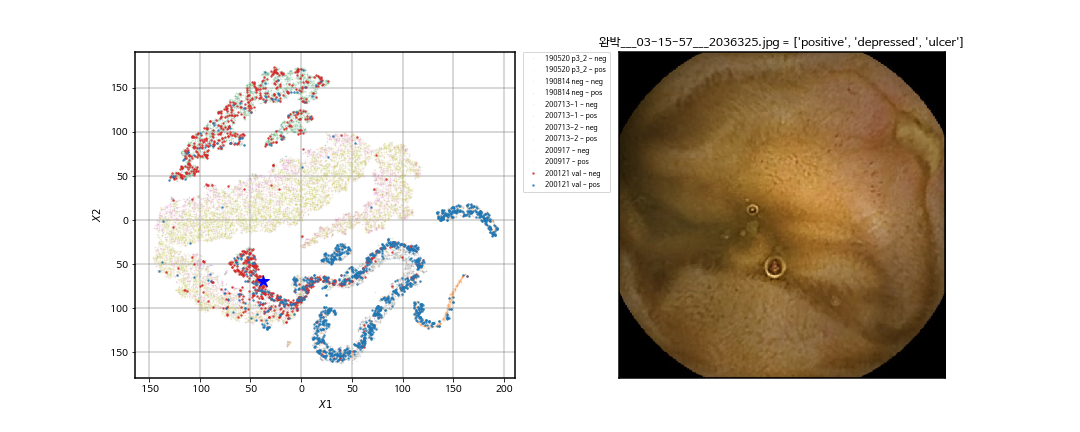 완박___03-15-57___2036325.jpg = ['positive', 'depressed', 'ulcer']
190520 p3_2 - neg
190520 p3_2 - pos
190814 neg - neg
190814 neg - pos
200713-1 - neg
200713-1 - pos
200713-2 - neg
200713-2 - pos
200917 - neg
200917 - pos
200121 val - neg
200121 val - pos
150
100
50
0
50
100
150
X2
150
100
50
0
50
100
150
200
X1